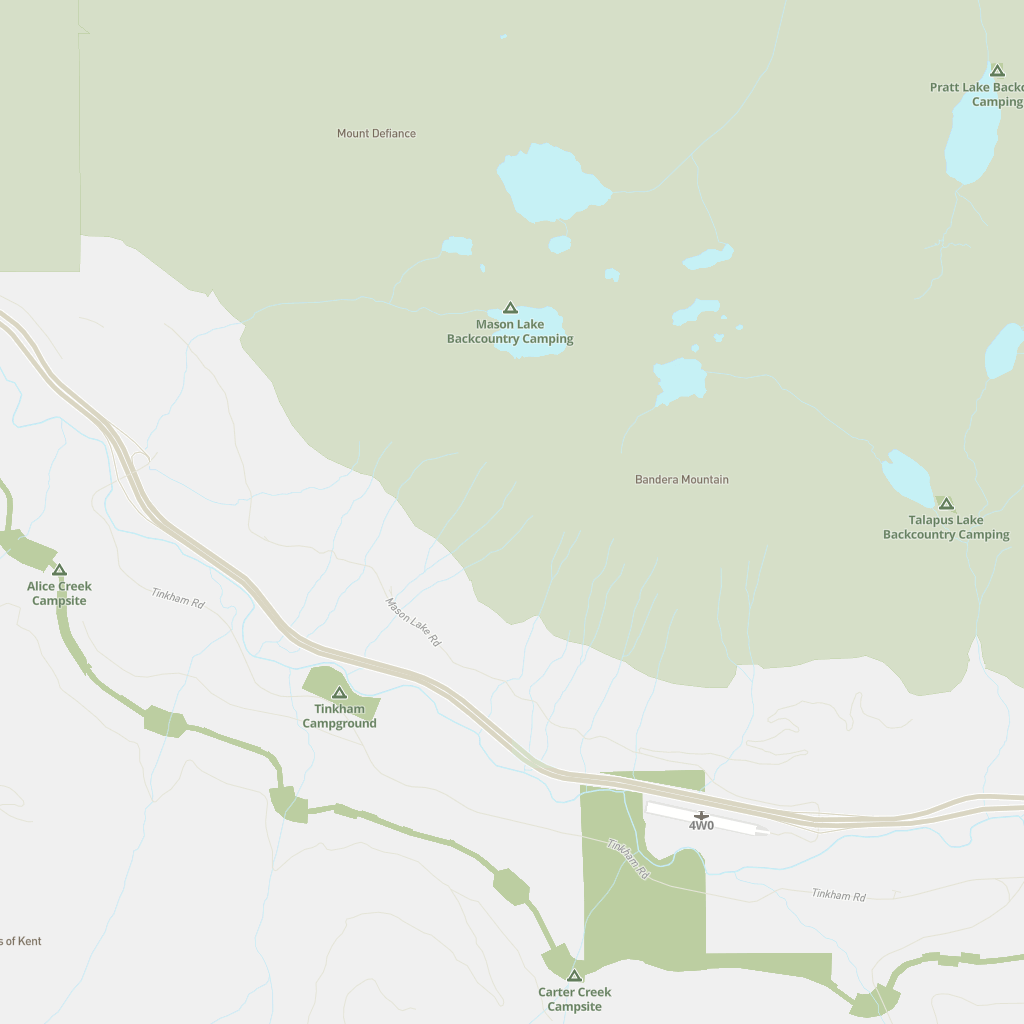 Pratt Lake Backc
Camping
Mount Defiance
Mason Lake
Backcountry Camping
Bandera Mountain
Talapus Lake
Backcountry Camping
Alice Creek
Campsite
Tinkham Rd
Mason Lake Rd
Tinkham
Campground
4W0
Tinkham Rd
Tinkham Rd
s of Kent
Carter Creek
Campsite